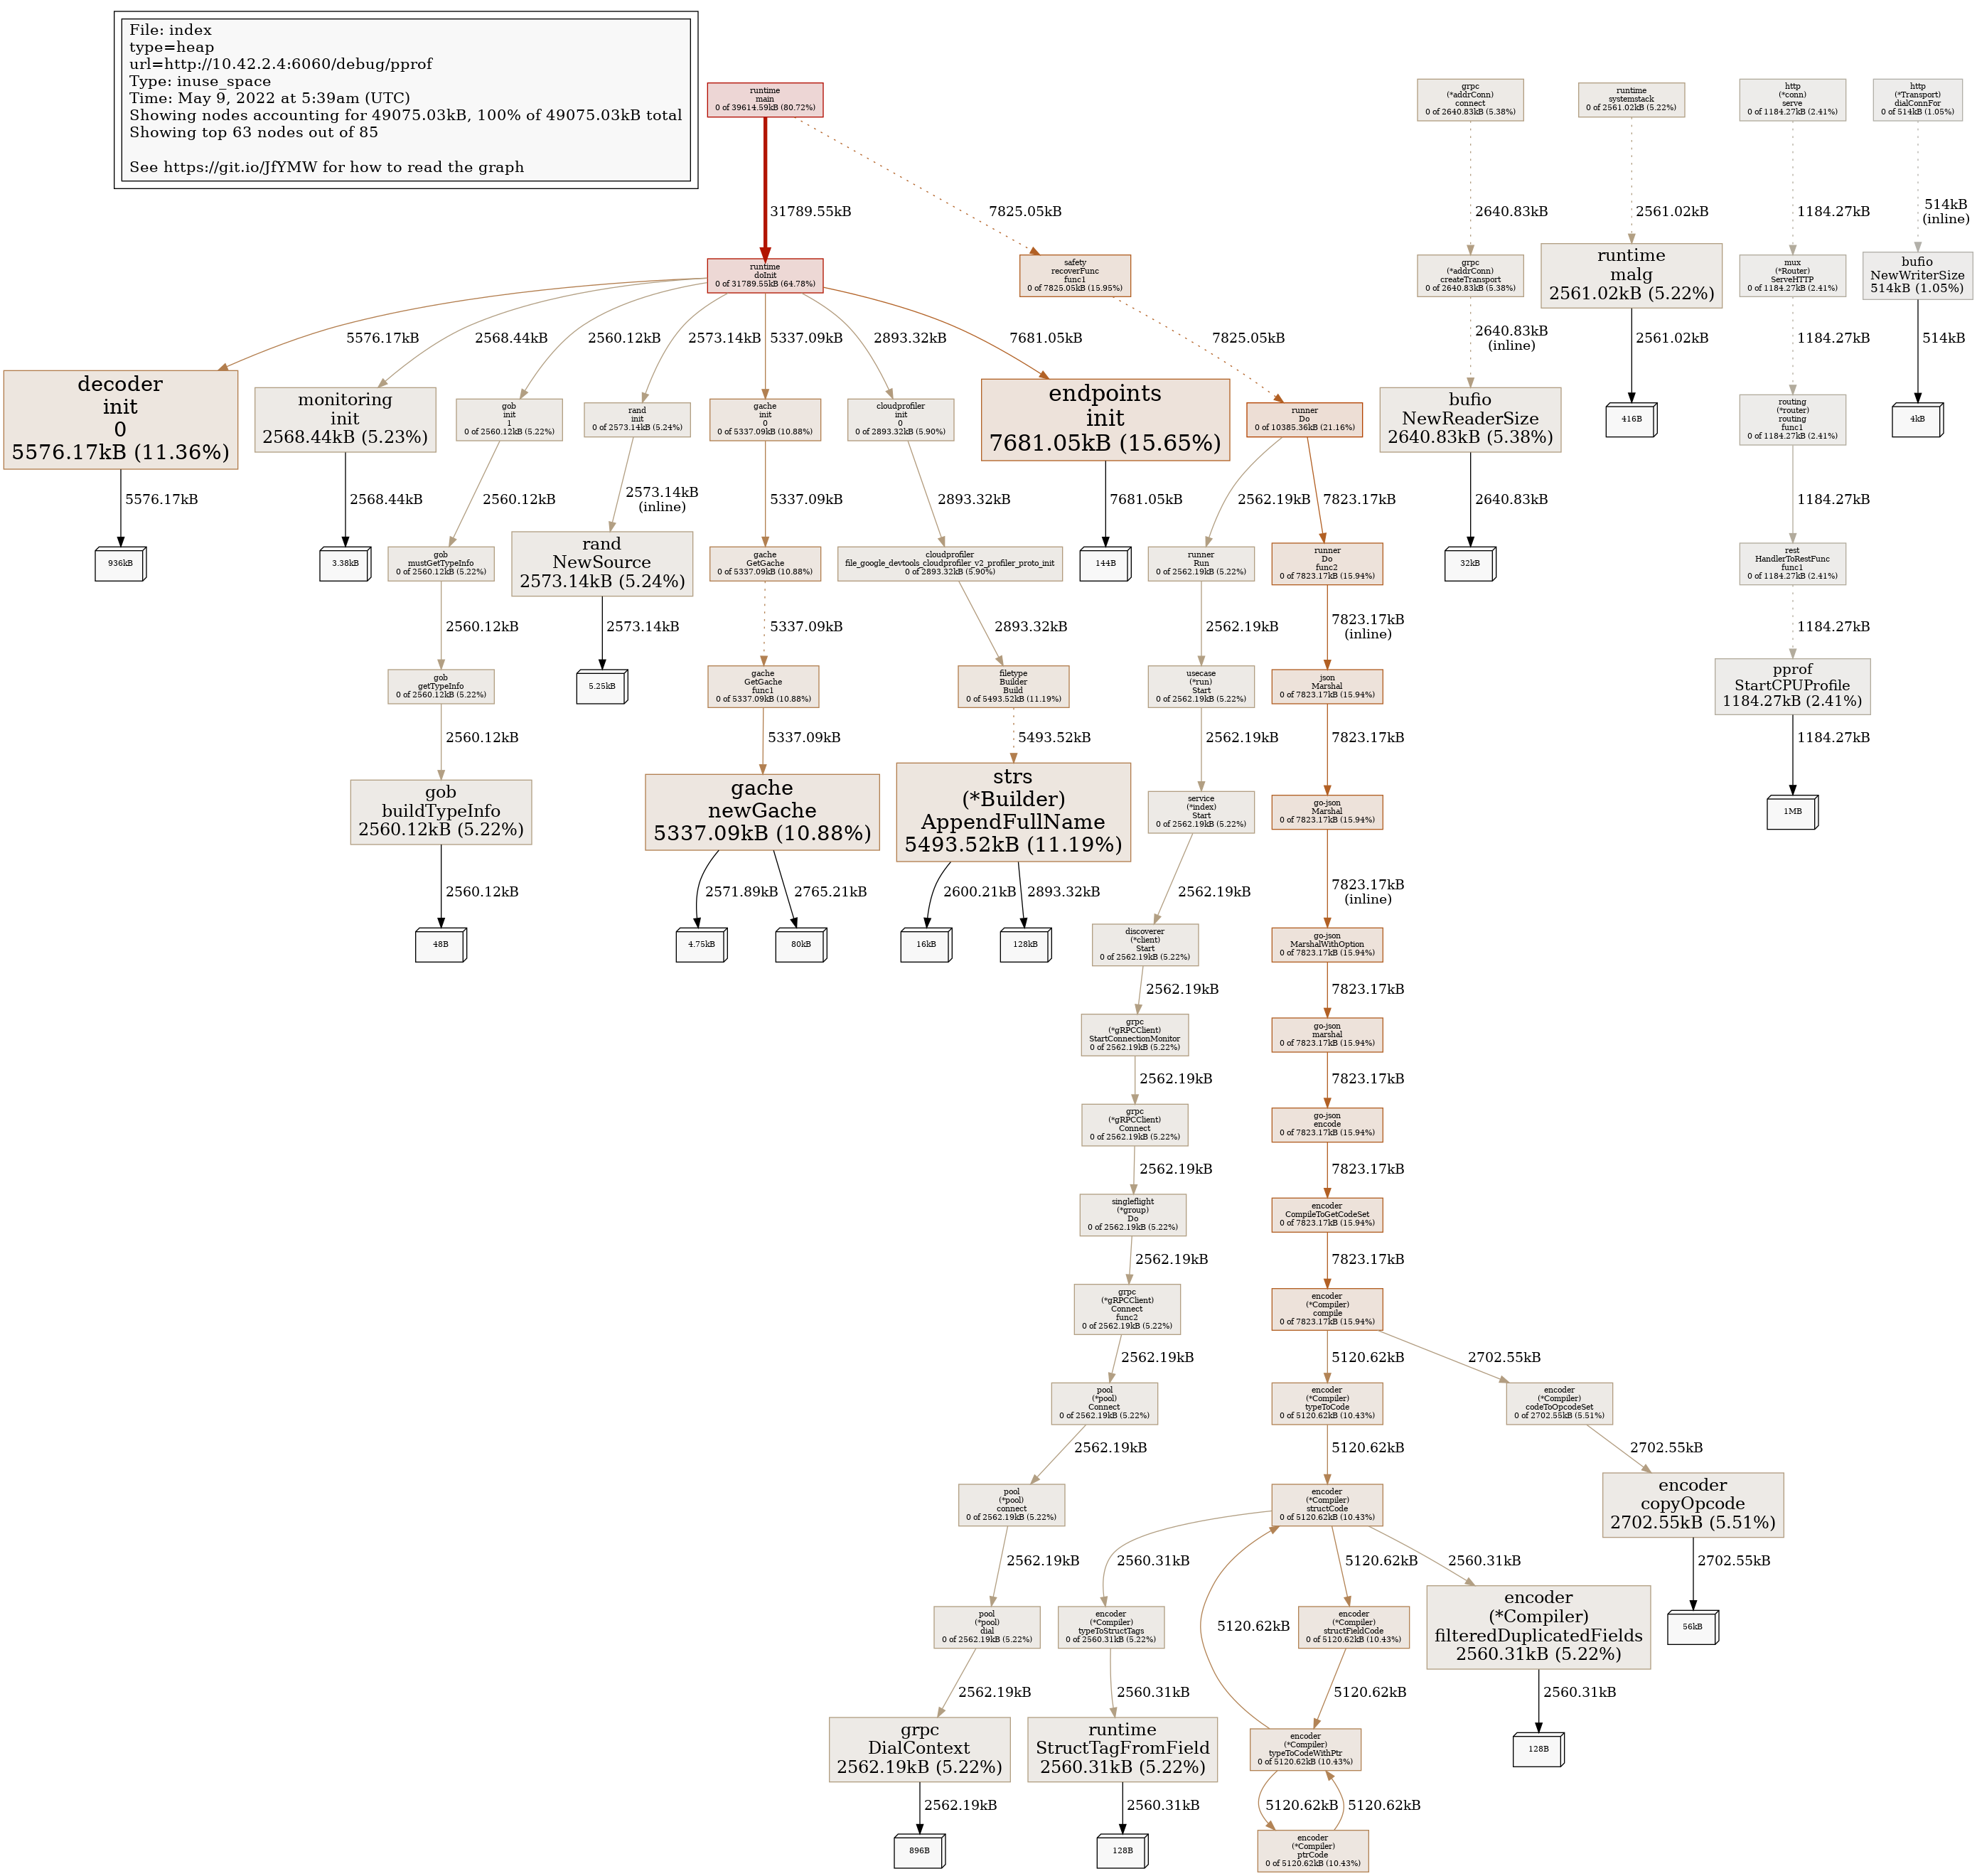 File: index
type=heap
url=http://10.42.2.4:6060/debug/pprof
Type: inuse_space
Time: May 9, 2022 at 5:39am (UTC)
Showing nodes accounting for 49075.03kB, 100% of 49075.03kB total
Showing top 63 nodes out of 85
See https://git.io/JfYMW for how to read the graph
runtime
main
0 of 39614.59kB (80.72%)
grpc
(*addrConn)
connect
0 of 2640.83kB (5.38%)
runtime
systemstack
0 of 2561.02kB (5.22%)
http
(*conn)
serve
0 of 1184.27kB (2.41%)
http
(*Transport)
dialConnFor
0 of 514kB (1.05%)
31789.55kB
7825.05kB
2640.83kB
2561.02kB
1184.27kB
514kB
(inline)
runtime
doInit
0 of 31789.55kB (64.78%)
safety
recoverFunc
func1
0 of 7825.05kB (15.95%)
grpc
(*addrConn)
createTransport
0 of 2640.83kB (5.38%)
runtime
malg
2561.02kB (5.22%)
mux
(*Router)
ServeHTTP
0 of 1184.27kB (2.41%)
bufio
NewWriterSize
514kB (1.05%)
5576.17kB
2568.44kB
2560.12kB
2573.14kB
5337.09kB
2893.32kB
7681.05kB
7825.05kB
2640.83kB
(inline)
2561.02kB
1184.27kB
514kB
decoder
init
0
5576.17kB (11.36%)
monitoring
init
2568.44kB (5.23%)
gob
init
1
0 of 2560.12kB (5.22%)
rand
init
0 of 2573.14kB (5.24%)
gache
init
0
0 of 5337.09kB (10.88%)
cloudprofiler
init
0
0 of 2893.32kB (5.90%)
endpoints
init
7681.05kB (15.65%)
runner
Do
0 of 10385.36kB (21.16%)
bufio
NewReaderSize
2640.83kB (5.38%)
416B
routing
(*router)
routing
func1
0 of 1184.27kB (2.41%)
4kB
5576.17kB
2568.44kB
2560.12kB
2573.14kB
(inline)
5337.09kB
2893.32kB
7681.05kB
2562.19kB
7823.17kB
2640.83kB
1184.27kB
936kB
3.38kB
gob
mustGetTypeInfo
0 of 2560.12kB (5.22%)
rand
NewSource
2573.14kB (5.24%)
gache
GetGache
0 of 5337.09kB (10.88%)
cloudprofiler
file_google_devtools_cloudprofiler_v2_profiler_proto_init
0 of 2893.32kB (5.90%)
144B
runner
Run
0 of 2562.19kB (5.22%)
runner
Do
func2
0 of 7823.17kB (15.94%)
32kB
rest
HandlerToRestFunc
func1
0 of 1184.27kB (2.41%)
2560.12kB
2573.14kB
5337.09kB
2893.32kB
2562.19kB
7823.17kB
(inline)
1184.27kB
gob
getTypeInfo
0 of 2560.12kB (5.22%)
5.25kB
gache
GetGache
func1
0 of 5337.09kB (10.88%)
filetype
Builder
Build
0 of 5493.52kB (11.19%)
usecase
(*run)
Start
0 of 2562.19kB (5.22%)
json
Marshal
0 of 7823.17kB (15.94%)
pprof
StartCPUProfile
1184.27kB (2.41%)
2560.12kB
5337.09kB
5493.52kB
2562.19kB
7823.17kB
1184.27kB
gob
buildTypeInfo
2560.12kB (5.22%)
gache
newGache
5337.09kB (10.88%)
strs
(*Builder)
AppendFullName
5493.52kB (11.19%)
service
(*index)
Start
0 of 2562.19kB (5.22%)
go-json
Marshal
0 of 7823.17kB (15.94%)
1MB
2560.12kB
2571.89kB
2765.21kB
2600.21kB
2893.32kB
2562.19kB
7823.17kB
(inline)
48B
4.75kB
80kB
16kB
128kB
discoverer
(*client)
Start
0 of 2562.19kB (5.22%)
go-json
MarshalWithOption
0 of 7823.17kB (15.94%)
2562.19kB
7823.17kB
grpc
(*gRPCClient)
StartConnectionMonitor
0 of 2562.19kB (5.22%)
go-json
marshal
0 of 7823.17kB (15.94%)
2562.19kB
7823.17kB
grpc
(*gRPCClient)
Connect
0 of 2562.19kB (5.22%)
go-json
encode
0 of 7823.17kB (15.94%)
2562.19kB
7823.17kB
singleflight
(*group)
Do
0 of 2562.19kB (5.22%)
encoder
CompileToGetCodeSet
0 of 7823.17kB (15.94%)
2562.19kB
7823.17kB
grpc
(*gRPCClient)
Connect
func2
0 of 2562.19kB (5.22%)
encoder
(*Compiler)
compile
0 of 7823.17kB (15.94%)
2562.19kB
5120.62kB
2702.55kB
pool
(*pool)
Connect
0 of 2562.19kB (5.22%)
encoder
(*Compiler)
typeToCode
0 of 5120.62kB (10.43%)
encoder
(*Compiler)
codeToOpcodeSet
0 of 2702.55kB (5.51%)
2562.19kB
5120.62kB
2702.55kB
pool
(*pool)
connect
0 of 2562.19kB (5.22%)
encoder
(*Compiler)
structCode
0 of 5120.62kB (10.43%)
encoder
copyOpcode
2702.55kB (5.51%)
2562.19kB
2560.31kB
5120.62kB
2560.31kB
2702.55kB
pool
(*pool)
dial
0 of 2562.19kB (5.22%)
encoder
(*Compiler)
typeToStructTags
0 of 2560.31kB (5.22%)
5120.62kB
encoder
(*Compiler)
structFieldCode
0 of 5120.62kB (10.43%)
encoder
(*Compiler)
filteredDuplicatedFields
2560.31kB (5.22%)
56kB
2562.19kB
2560.31kB
5120.62kB
2560.31kB
grpc
DialContext
2562.19kB (5.22%)
runtime
StructTagFromField
2560.31kB (5.22%)
encoder
(*Compiler)
typeToCodeWithPtr
0 of 5120.62kB (10.43%)
128B
2562.19kB
2560.31kB
5120.62kB
5120.62kB
896B
128B
encoder
(*Compiler)
ptrCode
0 of 5120.62kB (10.43%)